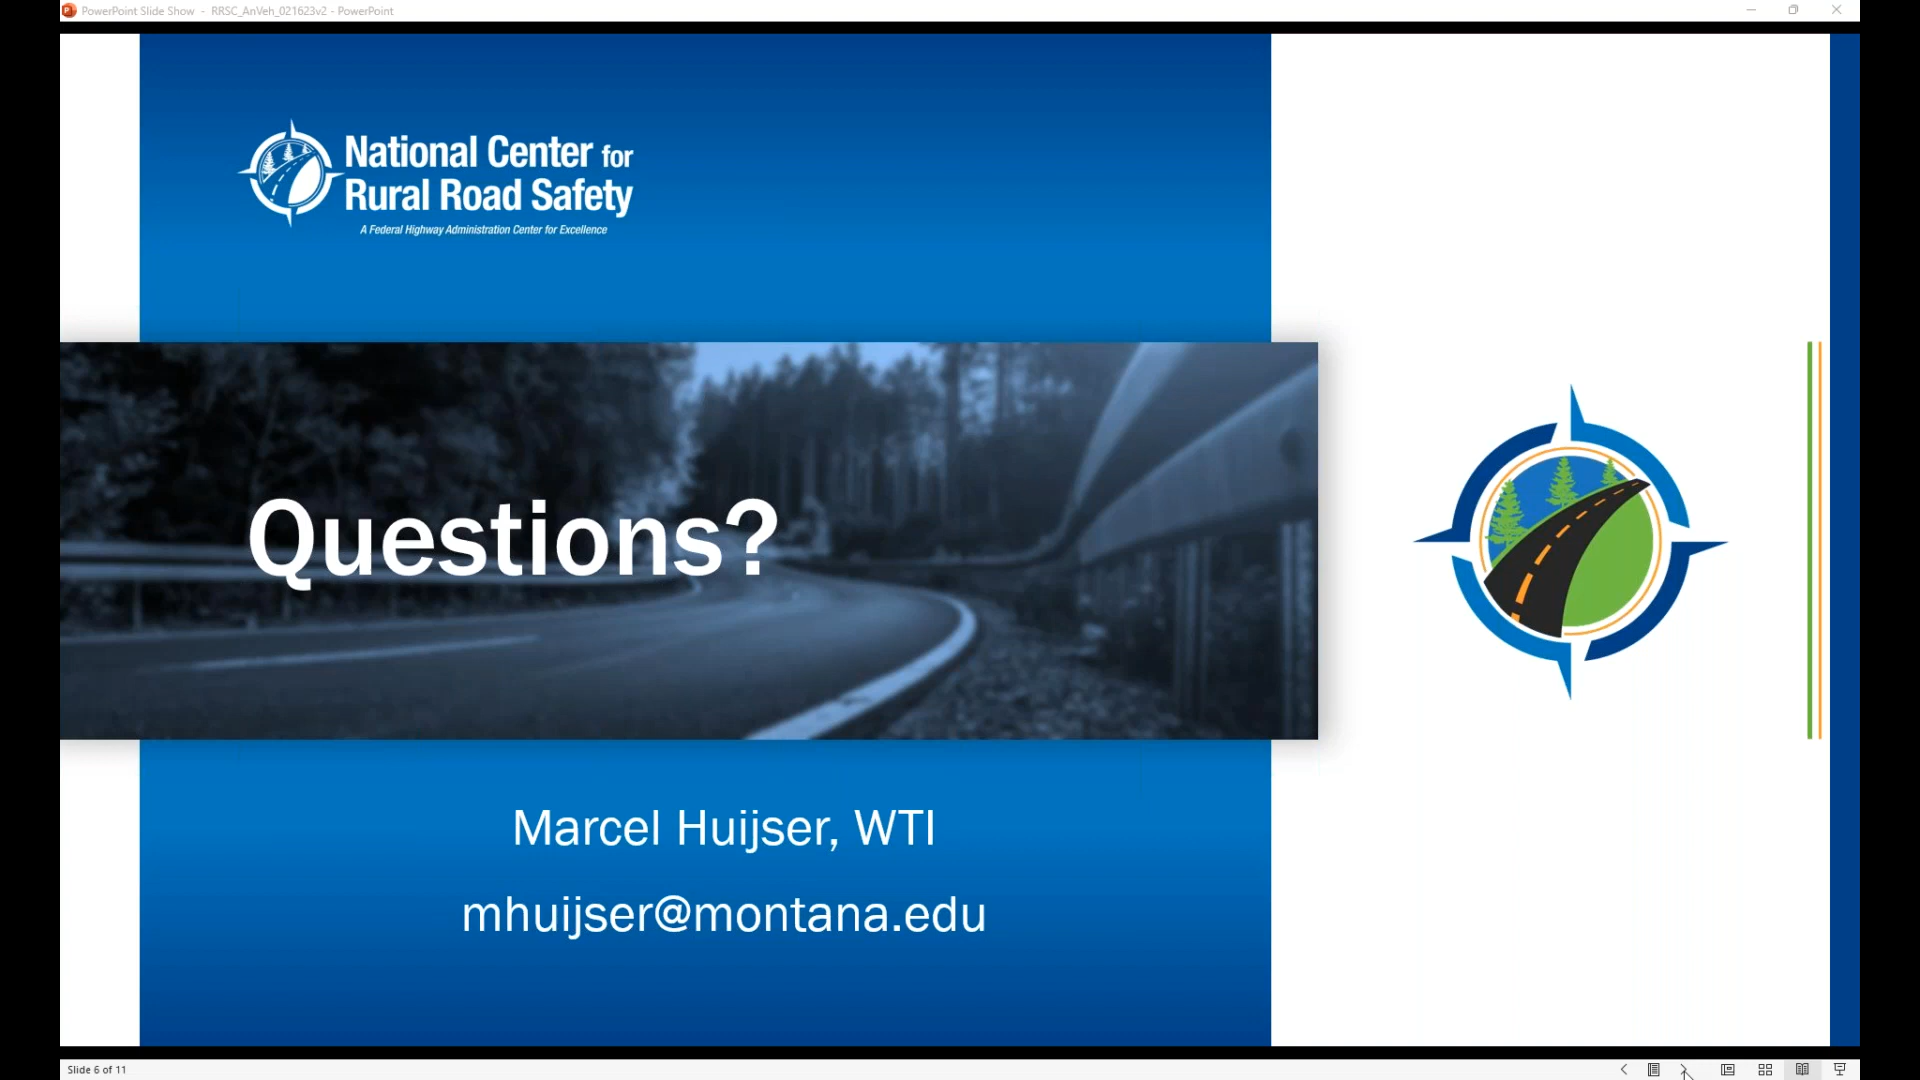 PowerPoint Slide Show - RRSC_AnVeh_021623v2 - PowerPoint
National Center for
Rural Road Safety
A Federal Highway Administration Center for Excellence
Questions?
Marcel Huijser, WTI
mhuijser@montana.edu
Slide 6 of 11